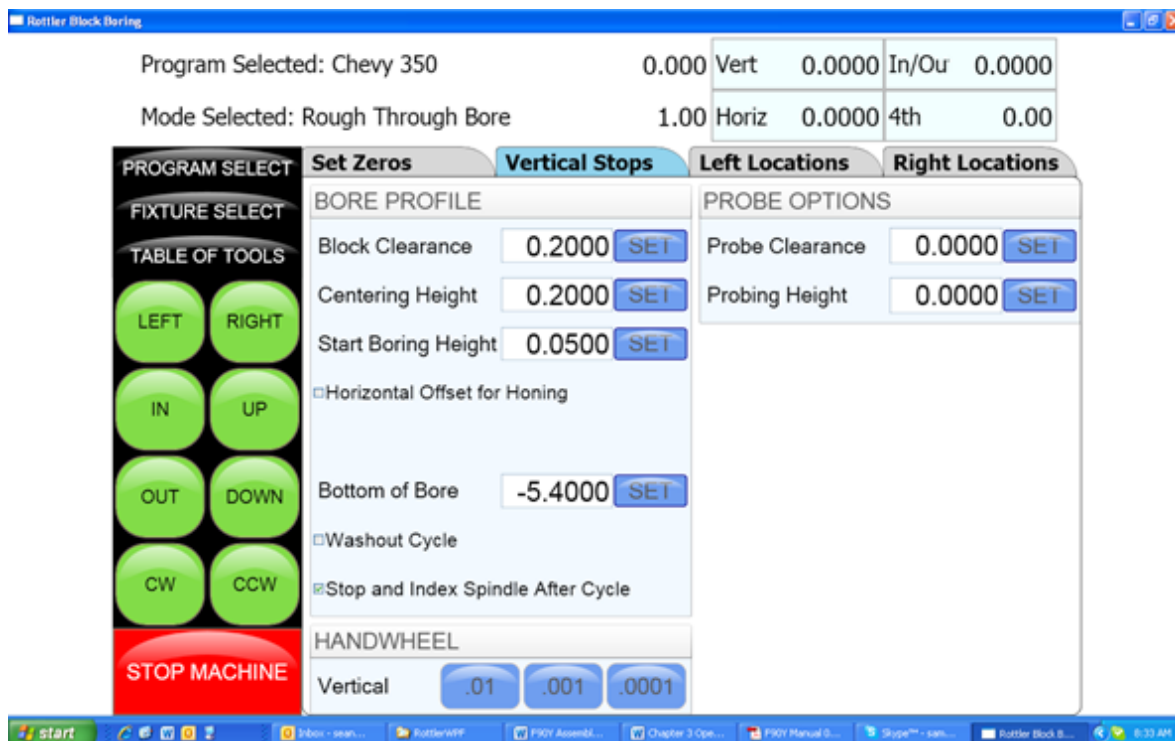 Rottler Block Boring
Program Selected: Chevy 350 0.000 Vert 0.0000 In/Ou 0.0000
Mode Selected: Rough Through Bore 1.00 Horiz 0.0000 4th 0.00
PROGRAM SELECT
FIXTURE SELECT
TABLE OF TOOLS
LEFT RIGHT
IN UP
OUT DOWN
CW CCW
STOP MACHINE
Set Zeros Vertical Stops Left Locations Right Locations
BORE PROFILE
Block Clearance 0.2000 SET
Centering Height 0.2000 SET
Start Boring Height 0.0500 SET
Horizontal Offset for Honing
Bottom of Bore -5.4000 SET
Washout Cycle
Stop and Index Spindle After Cycle
HANDWHEEL
Vertical .01 .001 .0001
PROBE OPTIONS
Probe Clearance 0.0000 SET
Probing Height 0.0000 SET
start Inbox - sean... RottlerWPF F90Y Assembl... Chapter 3 Ope... F90Y Manual 0... Skype™ - sam... Rottler Block B... 8:33 AM